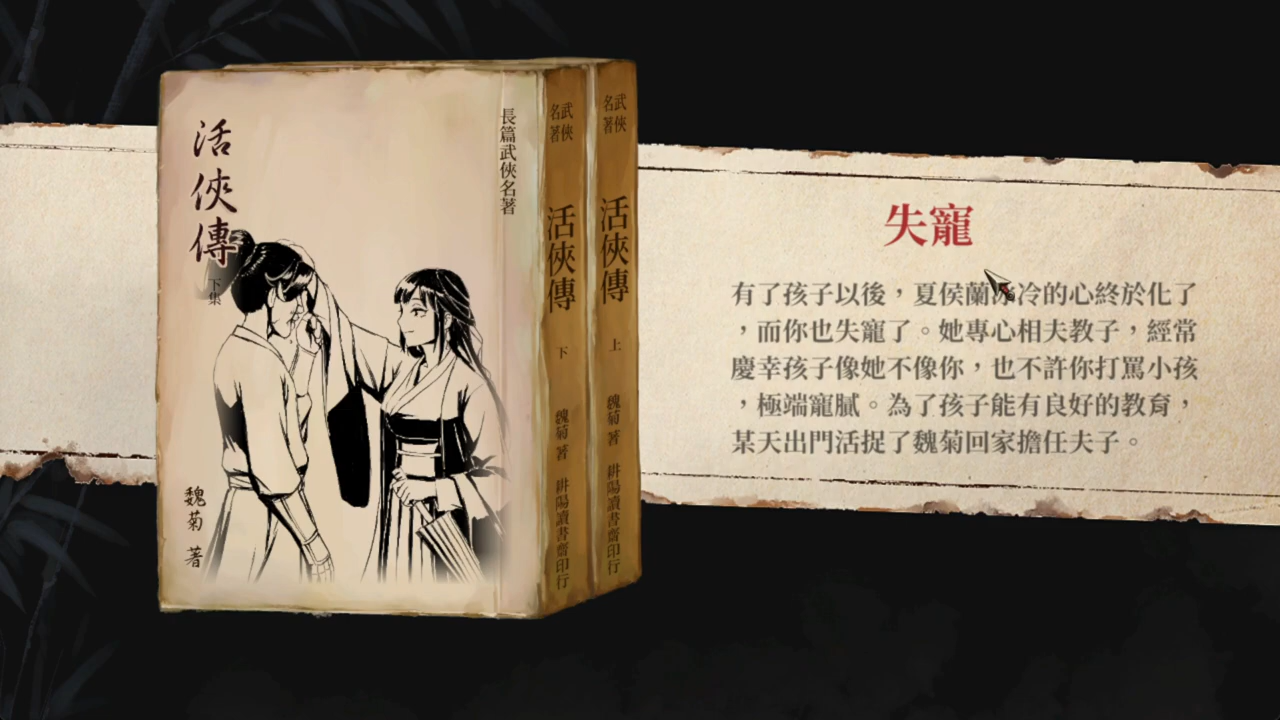 活俠傳
下集
魏菊 著
長篇武俠名著
武俠名著
活俠傳
下
魏菊 著
耕陽讀書齋印行
武俠名著
活俠傳
上
魏菊 著
耕陽讀書齋印行
失寵
有了孩子以後，夏侯蘭冰冷的心終於化了
，而你也失寵了。她專心相夫教子，經常
慶幸孩子像她不像你，也不許你打罵小孩
，極端寵膩。為了孩子能有良好的教育，
某天出門活捉了魏菊回家擔任夫子。